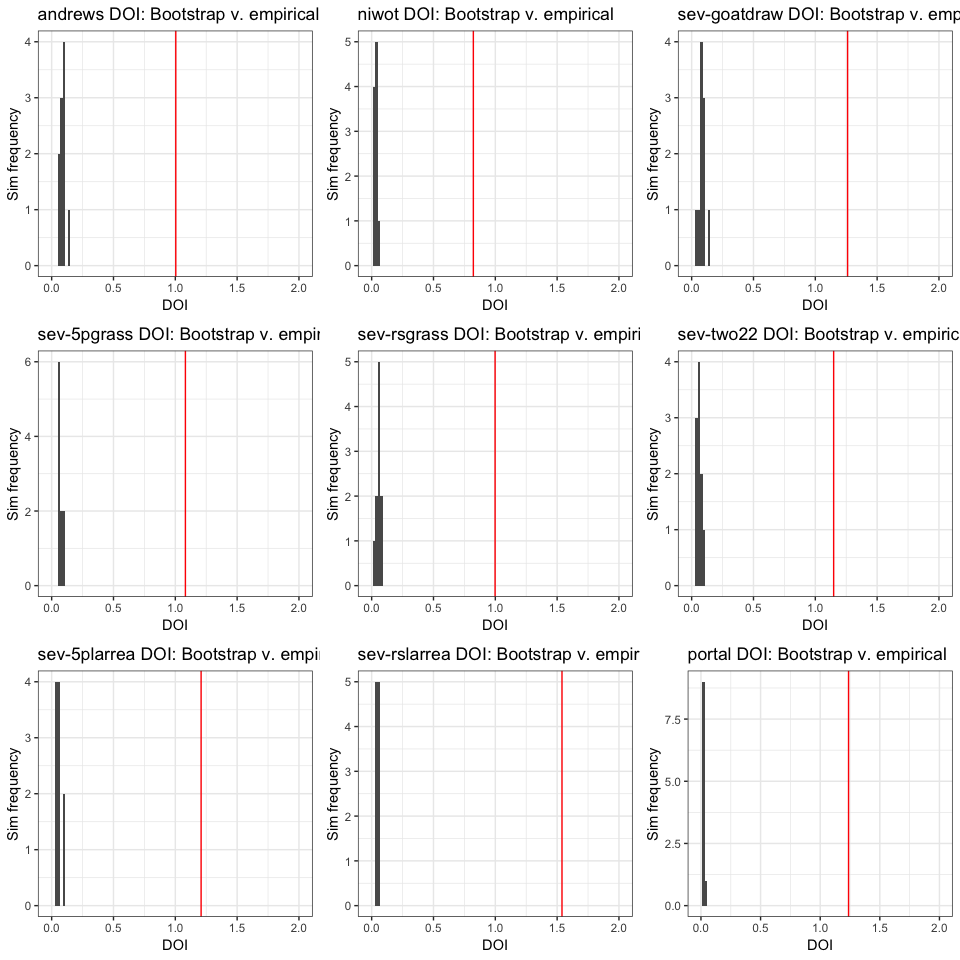 andrews DOI: Bootstrap v. empirical
4
3
2
1
0
Sim frequency
0.0 0.5 1.0 1.5 2.0
DOI
niwot DOI: Bootstrap v. empirical
5
4
3
2
1
0
Sim frequency
0.0 0.5 1.0 1.5 2.0
DOI
sev-goatdraw DOI: Bootstrap v. emp
4
3
2
1
0
Sim frequency
0.0 0.5 1.0 1.5 2.0
DOI
sev-5pgrass DOI: Bootstrap v. empir
6
4
2
0
Sim frequency
0.0 0.5 1.0 1.5 2.0
DOI
sev-rsgrass DOI: Bootstrap v. empiri
5
4
3
2
1
0
Sim frequency
0.0 0.5 1.0 1.5 2.0
DOI
sev-two22 DOI: Bootstrap v. empiric
4
3
2
1
0
Sim frequency
0.0 0.5 1.0 1.5 2.0
DOI
sev-5plarrea DOI: Bootstrap v. empi
4
3
2
1
0
Sim frequency
0.0 0.5 1.0 1.5 2.0
DOI
sev-rslarrea DOI: Bootstrap v. empir
5
4
3
2
1
0
Sim frequency
0.0 0.5 1.0 1.5 2.0
DOI
portal DOI: Bootstrap v. empirical
7.5
5.0
2.5
0.0
Sim frequency
0.0 0.5 1.0 1.5 2.0
DOI